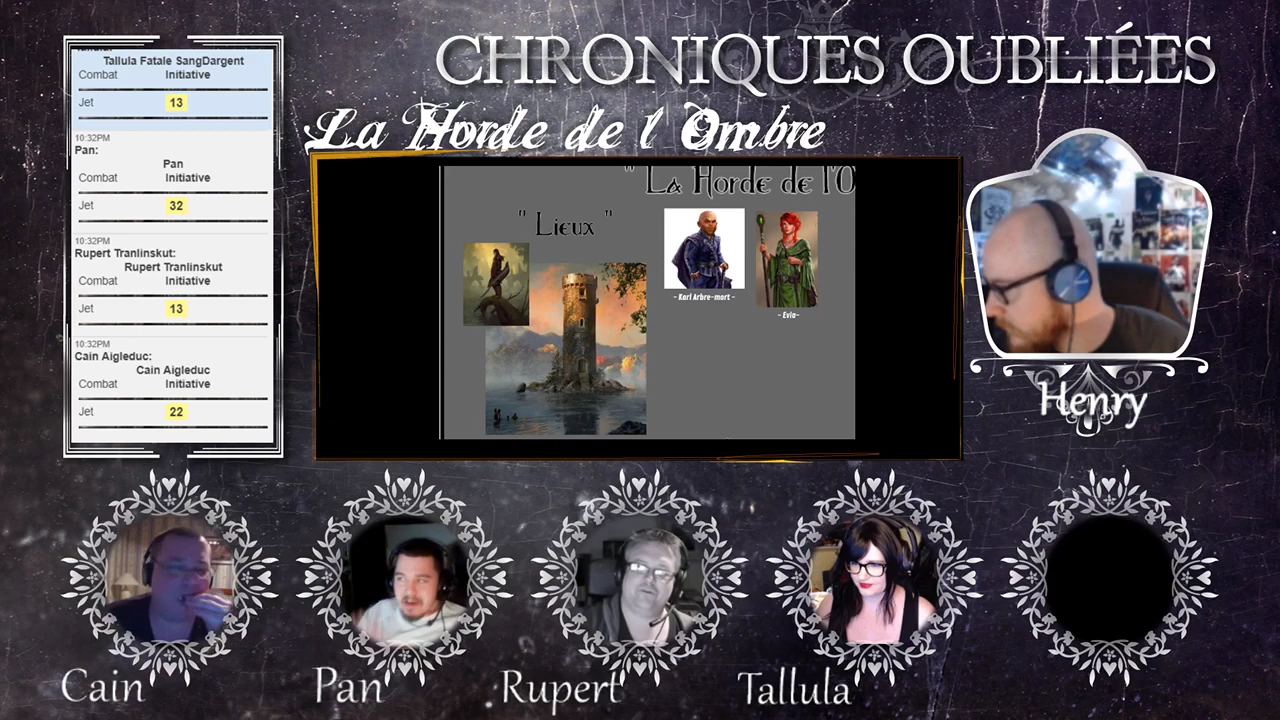 CHRONIQUES OUBLIÉES
La Horde de l Ombre
Tallula Fatale SangDargent
Combat Initiative
Jet 13
10:32PM
Pan:
Pan
Combat Initiative
Jet 32
10:32PM
Rupert Tranlinskut:
Rupert Tranlinskut
Combat Initiative
Jet 13
10:32PM
Cain Aigleduc:
Cain Aigleduc
Combat Initiative
Jet 22
" La Horde de l'O
" Lieux "
~ Karl Arbre-mort ~
~ Evia~
Henry
Cain
Pan
Rupert
Tallula